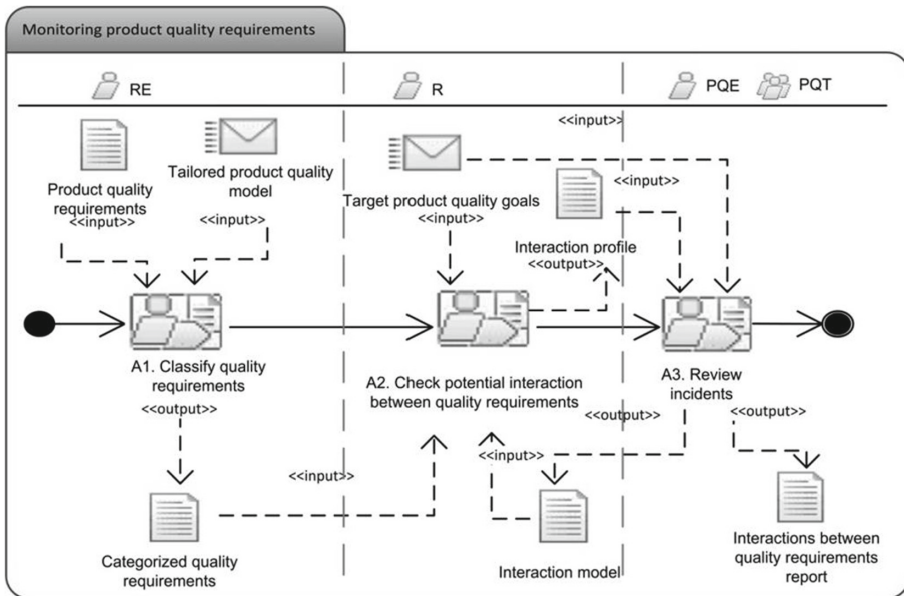 Monitoring product quality requirements
RE
R
PQE
PQT
<<input>>
Product quality
requirements
<<input>>
Tailored product quality
model
<<input>>
Target product quality goals
<<input>>
<<input>>
Interaction profile
<<output>>
A1. Classify quality
requirements
<<output>>
A2. Check potential interaction
between quality requirements
A3. Review
incidents
<<output>>
<<output>>
<<input>>
<<input>>
Categorized quality
requirements
Interaction model
Interactions between
quality requirements
report